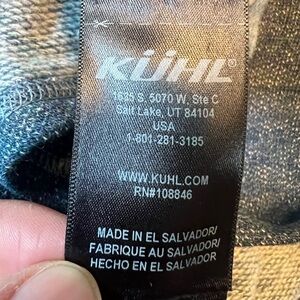 KÜHL®
1625 S. 5070 W. Ste C
Salt Lake, UT 84104
USA
1-801-281-3185
WWW.KUHL.COM
RN#108846
MADE IN EL SALVADOR/
FABRIQUE AU SALVADOR/
HECHO EN EL SALVADOR